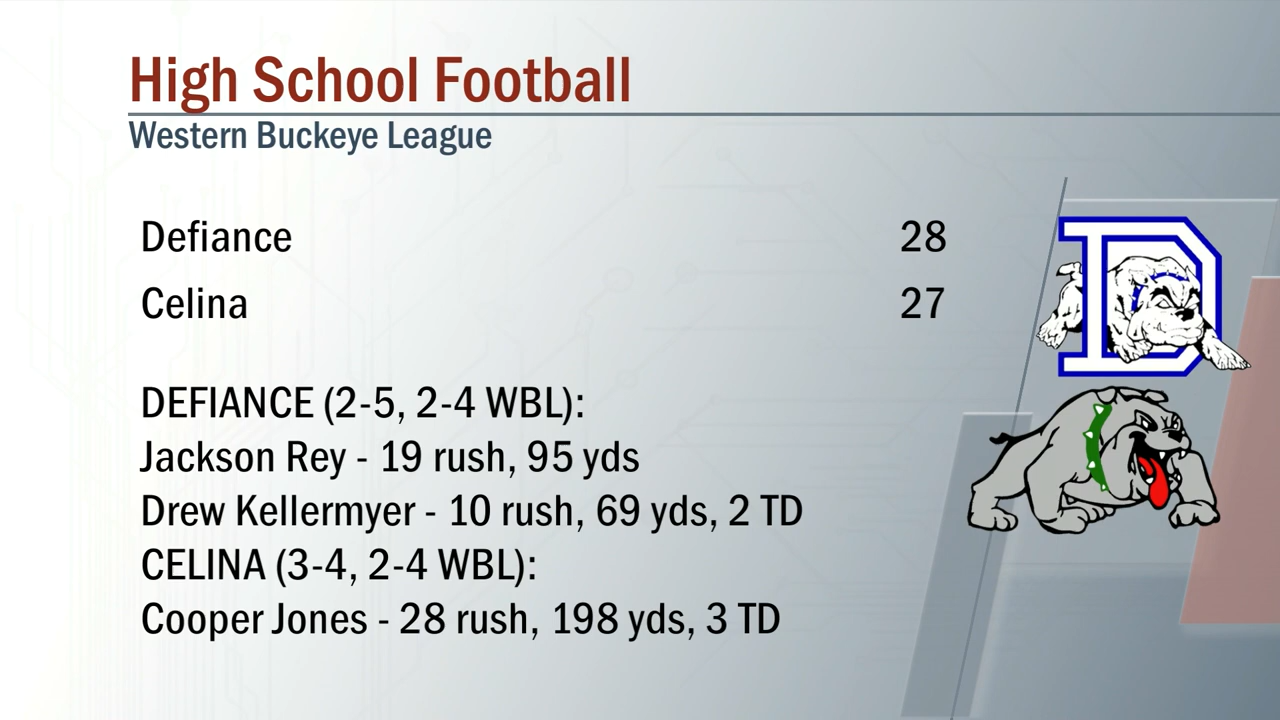 High School Football
Western Buckeye League
Defiance 28
Celina 27
D
DEFIANCE (2-5, 2-4 WBL):
Jackson Rey - 19 rush, 95 yds
Drew Kellermyer - 10 rush, 69 yds, 2 TD
CELINA (3-4, 2-4 WBL):
Cooper Jones - 28 rush, 198 yds, 3 TD